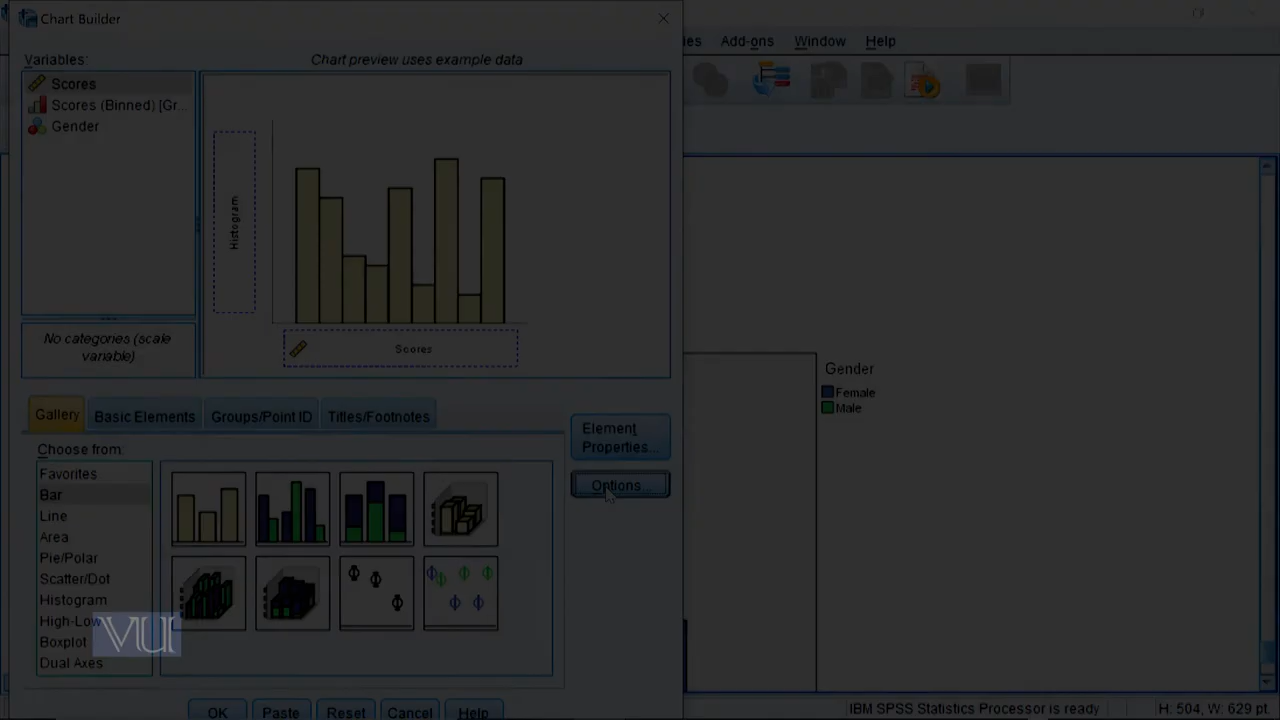 Chart Builder
ies Add-ons Window Help
Variables:
Chart preview uses example data
Scores
Scores (Binned) [Gr...
Gender
Histogram
Scores
No categories (scale
variable)
Gender
Female
Male
Gallery Basic Elements Groups/Point ID Titles/Footnotes
Element
Properties...
Options...
Choose from:
Favorites
Bar
Line
Area
Pie/Polar
Scatter/Dot
Histogram
High-Low
Boxplot
Dual Axes
VU
OK Paste Reset Cancel Help
IBM SPSS Statistics Processor is ready H: 504, W: 629 pt.